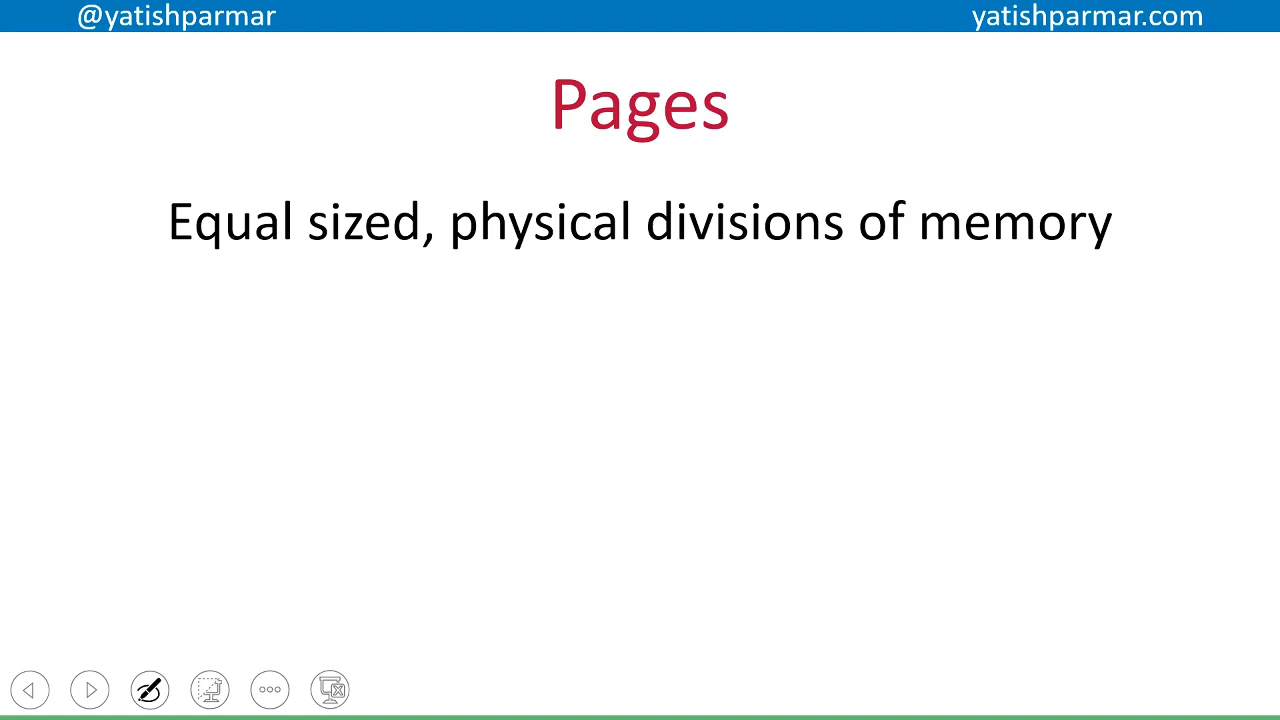 @yatishparmar
yatishparmar.com
Pages
Equal sized, physical divisions of memory